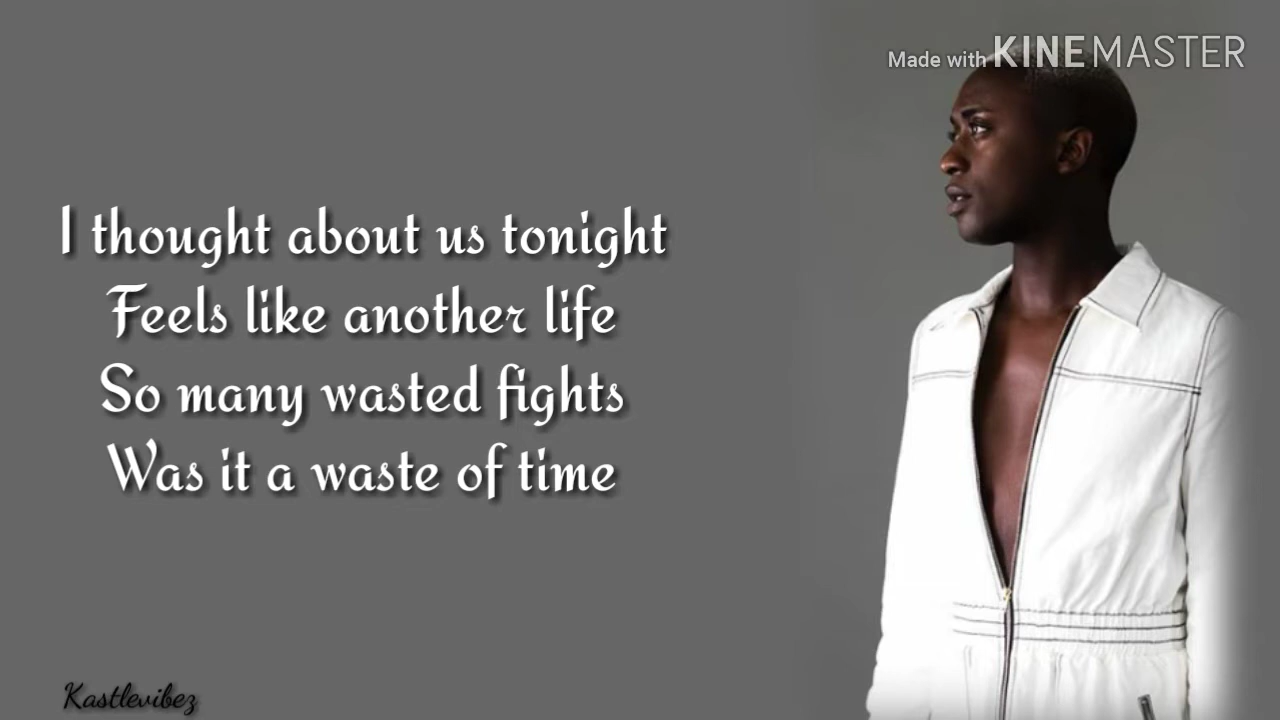 Made with KINEMASTER
I thought about us tonight
Feels like another life
So many wasted fights
Was it a waste of time
Kastlevibez